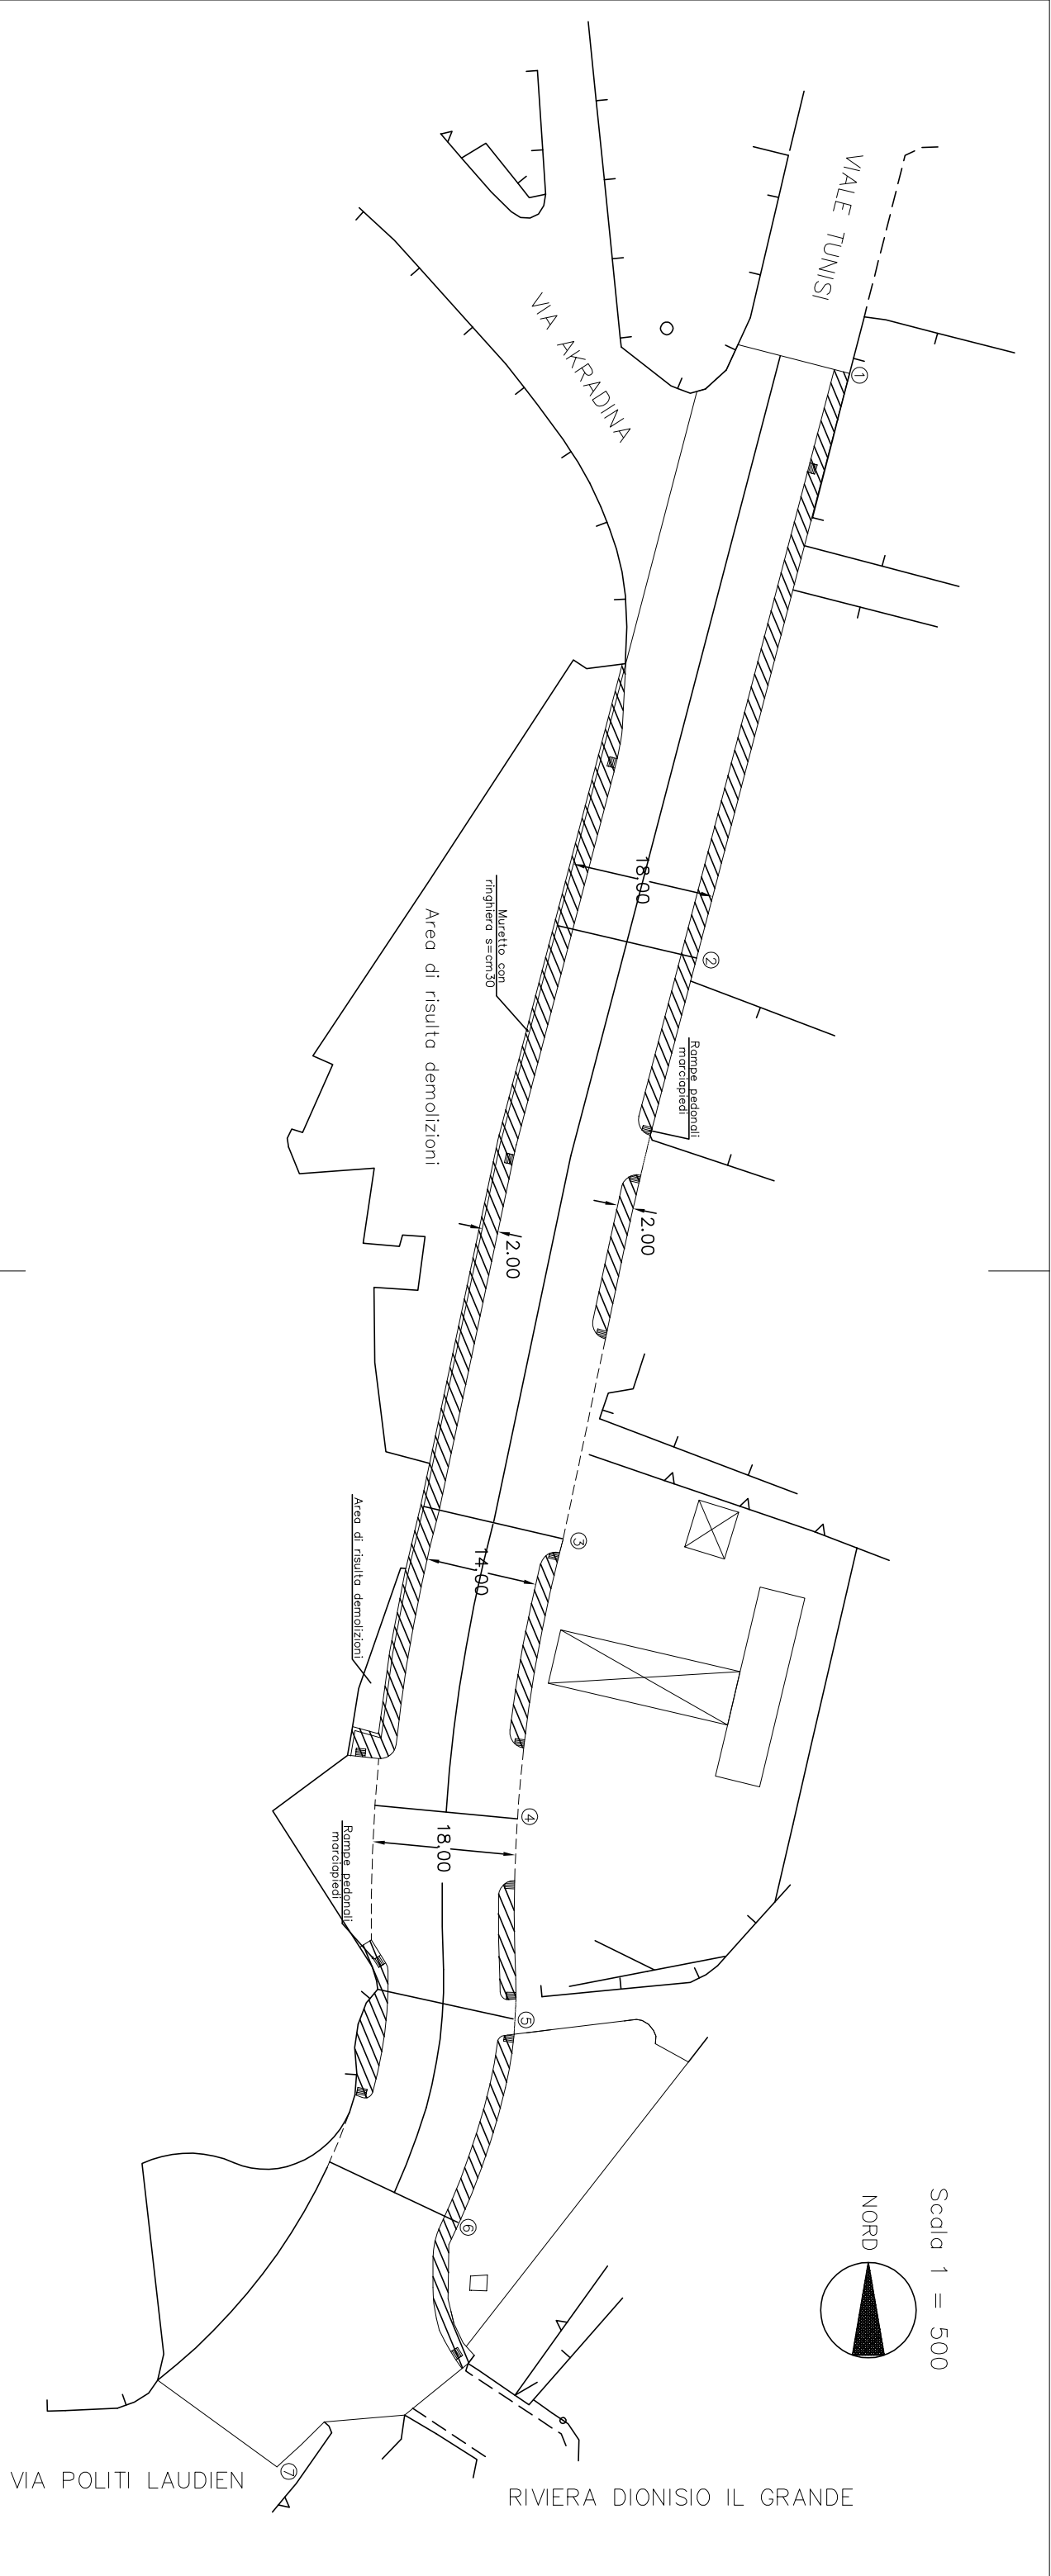 VIALE TUNISI
VIA AKRADINA
1
18.00
2
Muretto con
ringhiera s=cm30
Area di risulta demolizioni
Rampe pedonali
marciapiedi
2.00
2.00
3
14.00
Area di risulta demolizioni
4
18,00
Rampe pedonali
marciapiedi
5
6
Scala 1 = 500
NORD
7
VIA POLITI LAUDIEN
RIVIERA DIONISIO IL GRANDE